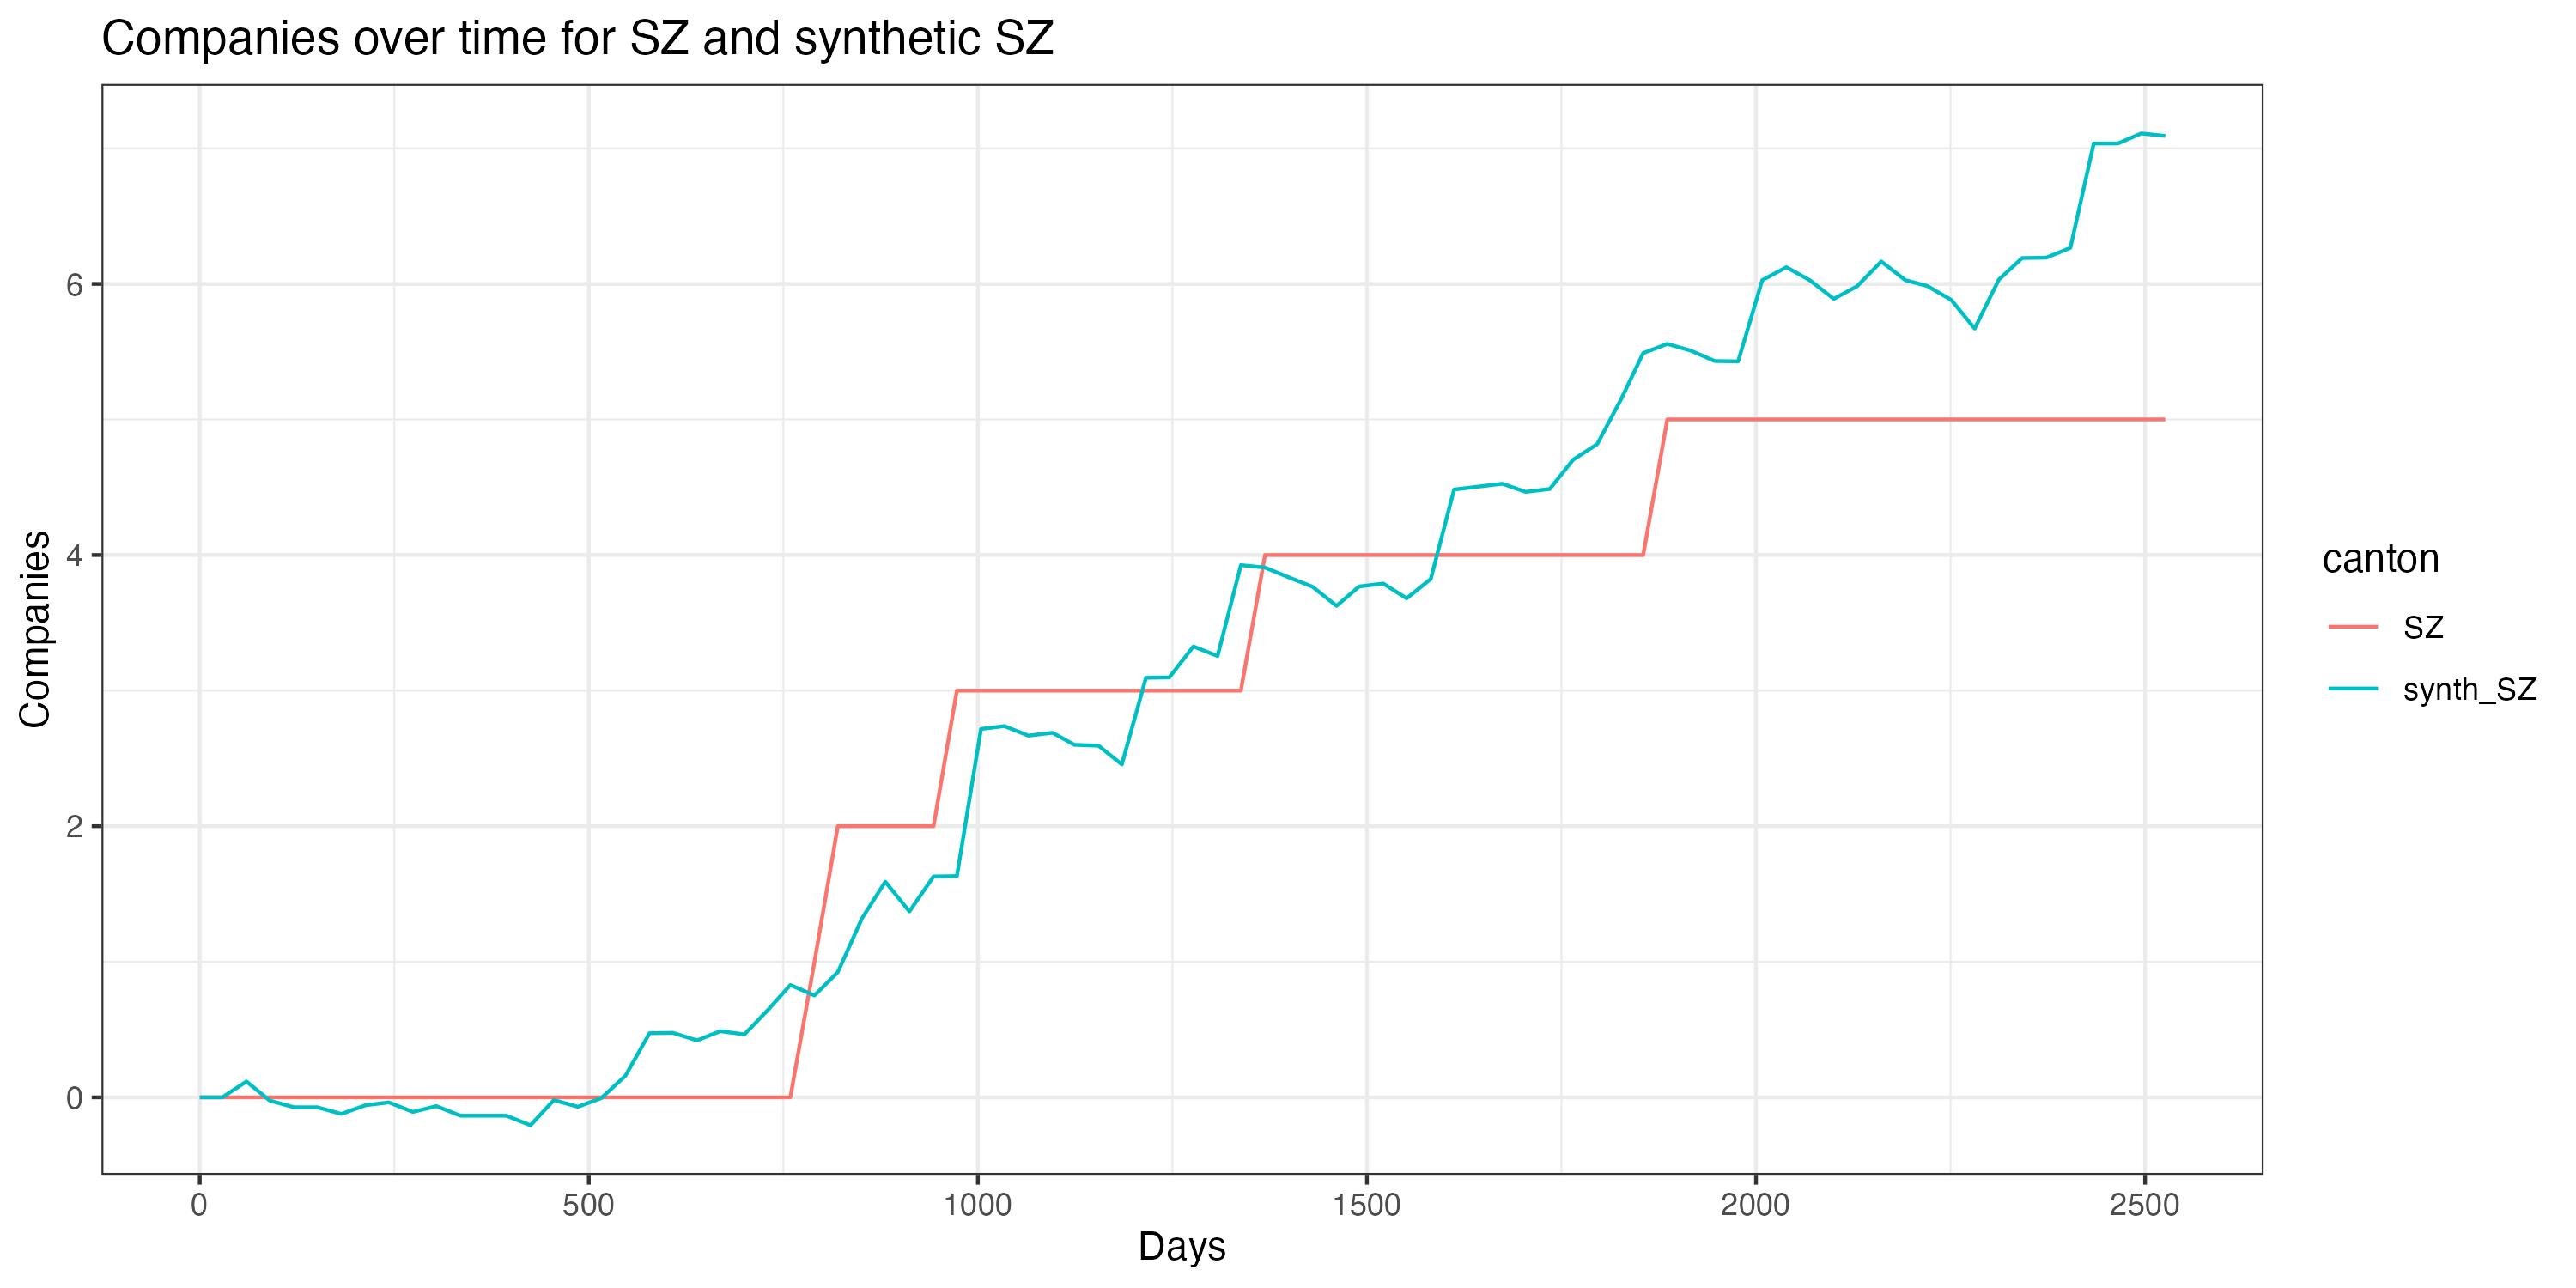 Companies over time for SZ and synthetic SZ
Companies
6
4
2
0
0 500 1000 1500 2000 2500
Days
canton
SZ
synth_SZ